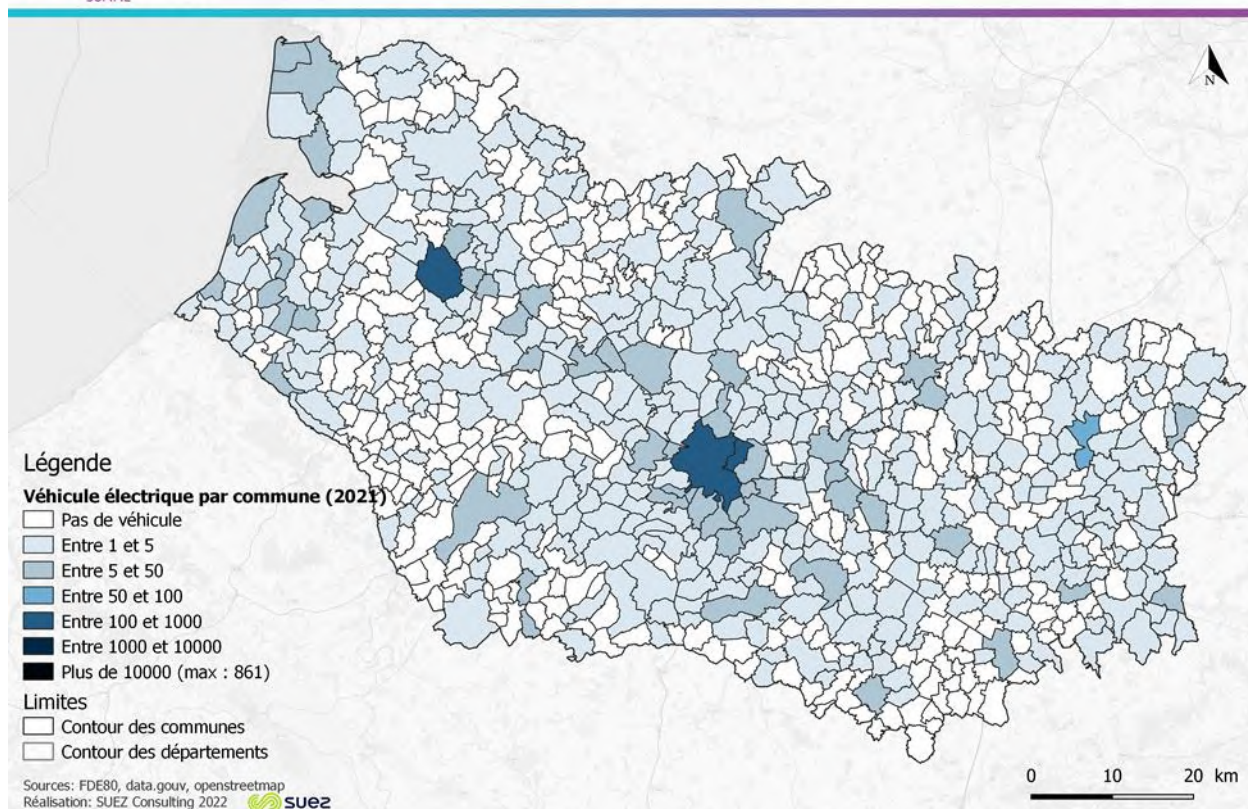 SOMME
N
Légende
Véhicule électrique par commune (2021)
Pas de véhicule
Entre 1 et 5
Entre 5 et 50
Entre 50 et 100
Entre 100 et 1000
Entre 1000 et 10000
Plus de 10000 (max : 861)
Limites
Contour des communes
Contour des départements
Sources: FDE80, data.gouv, openstreetmap
Réalisation: SUEZ Consulting 2022
suez
0 10 20 km